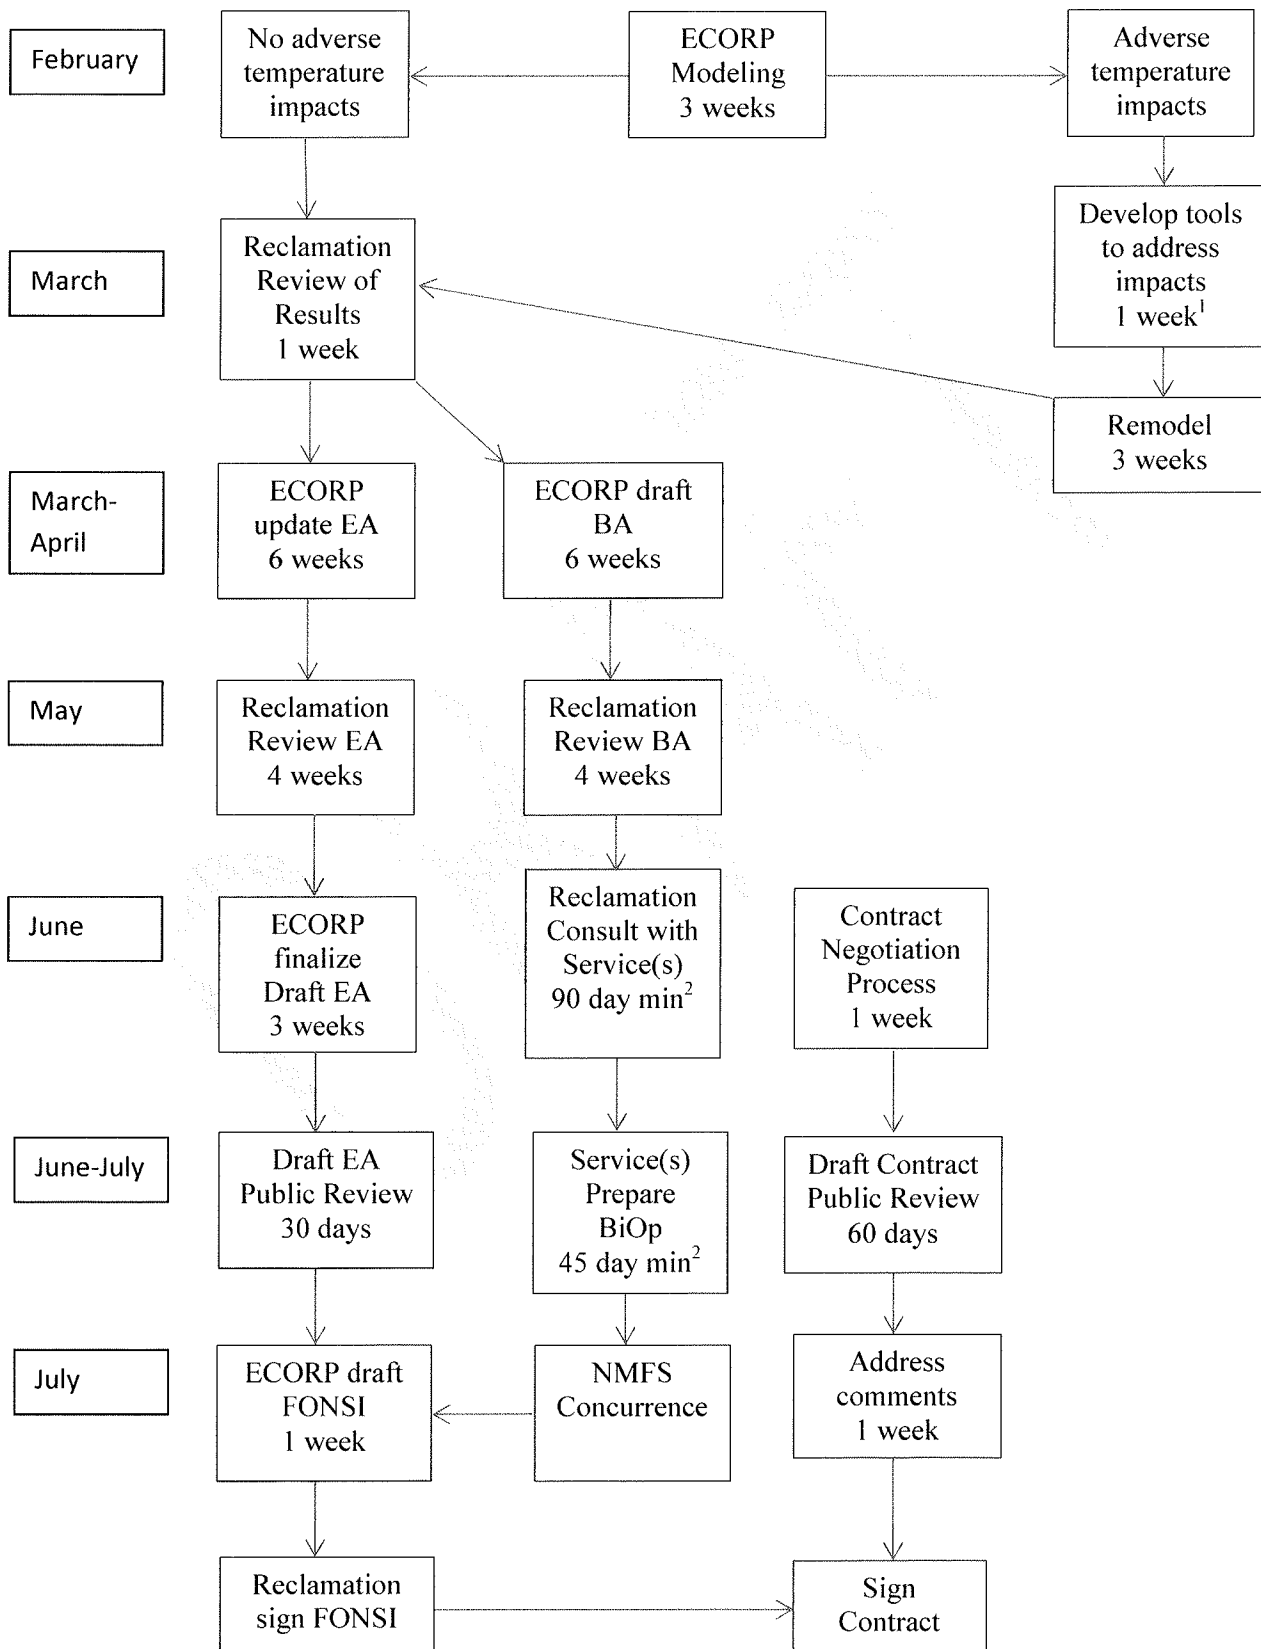 February
No adverse
temperature
impacts
ECORP
Modeling
3 weeks
Adverse
temperature
impacts
March
Reclamation
Review of
Results
1 week
Develop tools
to address
impacts
1 week¹
Remodel
3 weeks
March-
April
ECORP
update EA
6 weeks
ECORP draft
BA
6 weeks
May
Reclamation
Review EA
4 weeks
Reclamation
Review BA
4 weeks
June
ECORP
finalize
Draft EA
3 weeks
Reclamation
Consult with
Service(s)
90 day min²
Contract
Negotiation
Process
1 week
June-July
Draft EA
Public Review
30 days
Service(s)
Prepare
BiOp
45 day min²
Draft Contract
Public Review
60 days
July
ECORP draft
FONSI
1 week
NMFS
Concurrence
Address
comments
1 week
Reclamation
sign FONSI
Sign
Contract